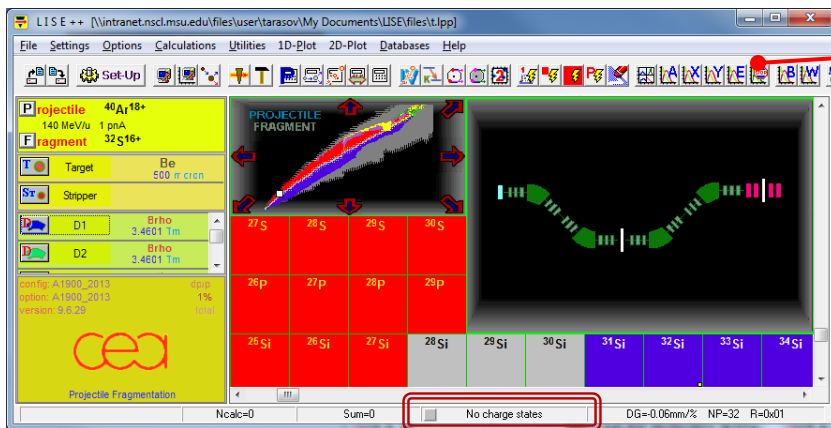 LISE++ [\\intranet.nscl.msu.edu\files\user\tarasov\My Documents\LISE\files\t.lpp]
File Settings Options Calculations Utilities 1D-Plot 2D-Plot Databases Help
Set-Up
Projectile 40Ar18+
140 MeV/u 1 pnA
Fragment 32S16+
T Target Be
500 micron
ST Stripper
D D1 Brho
3.4601 Tm
D D2 Brho
3.4601 Tm
config: A1900_2013 dp/p
option: A1900_2013 1%
version: 9.6.29 total
cea
Projectile Fragmentation
PROJECTILE
FRAGMENT
27S 28S 29S 30S
26P 27P 28P 29P
25Si 26Si 27Si 28Si 29Si 30Si 31Si 32Si 33Si 34Si
Ncalc=0 Sum=0 No charge states DG=-0.06mm/% NP=32 R=0x01